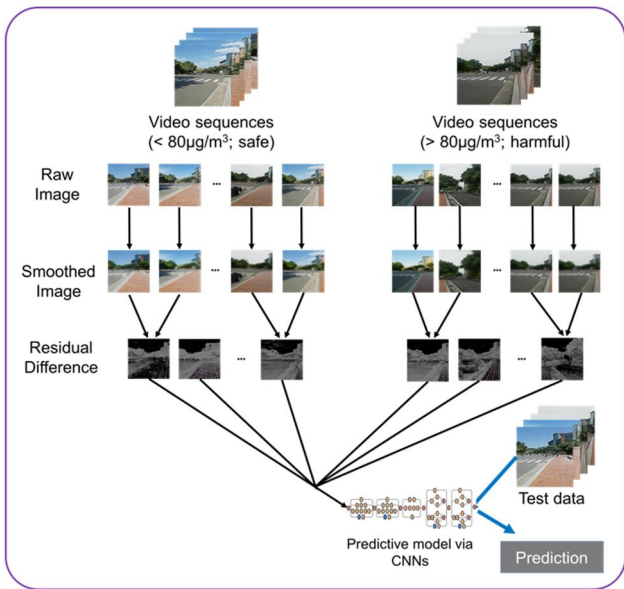 Video sequences
(< 80μg/m³; safe)
Video sequences
(> 80μg/m³; harmful)
Raw
Image
...
...
Smoothed
Image
...
...
Residual
Difference
...
...
Test data
Predictive model via
CNNs
Prediction